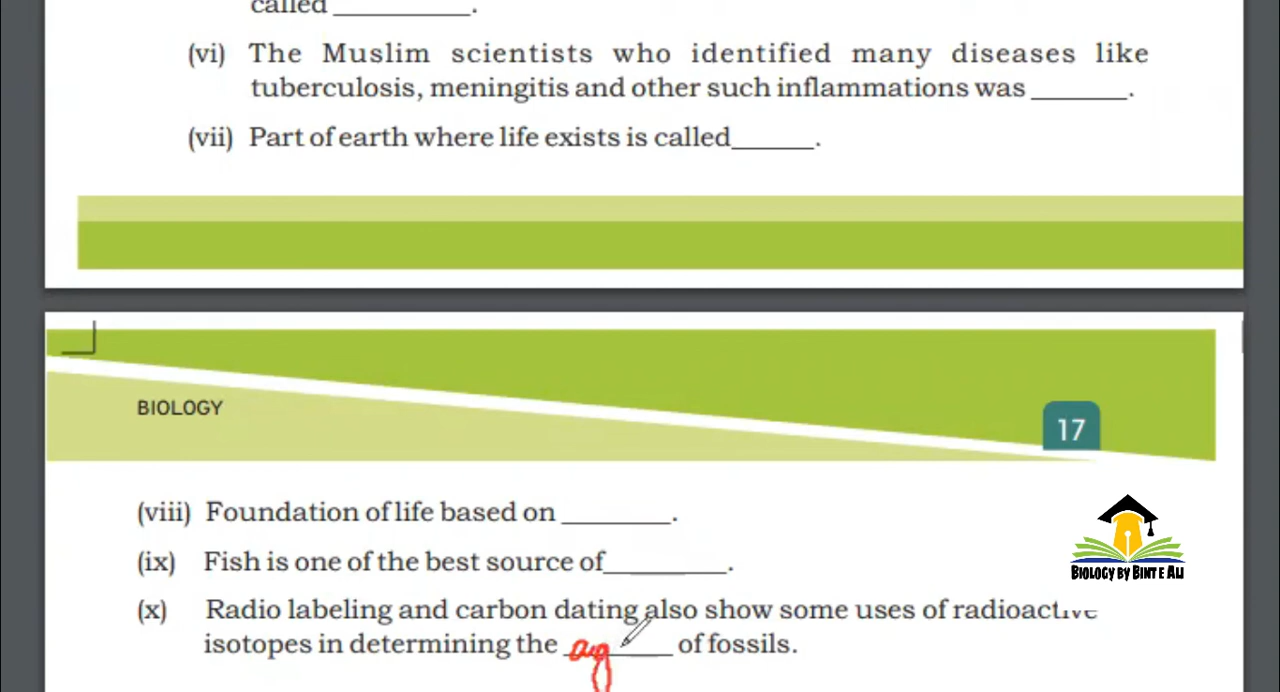 called __________.
(vi) The Muslim scientists who identified many diseases like
tuberculosis, meningitis and other such inflammations was _______.
(vii) Part of earth where life exists is called______.
BIOLOGY
17
(viii) Foundation of life based on ________.
(ix) Fish is one of the best source of_________.
BIOLOGY BY BINT E ALI
(x) Radio labeling and carbon dating also show some uses of radioactive
isotopes in determining the ag of fossils.